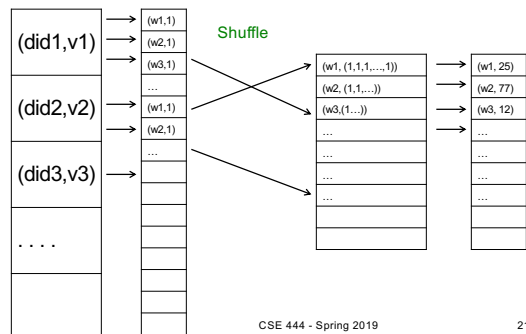 (did1,v1)
(did2,v2)
(did3,v3)
. . . .
(w1,1)
(w2,1)
(w3,1)
…
(w1,1)
(w2,1)
…
Shuffle
(w1, (1,1,1,…,1))
(w2, (1,1,…))
(w3,(1…))
…
…
…
…
(w1, 25)
(w2, 77)
(w3, 12)
…
…
…
…
CSE 444 - Spring 2019